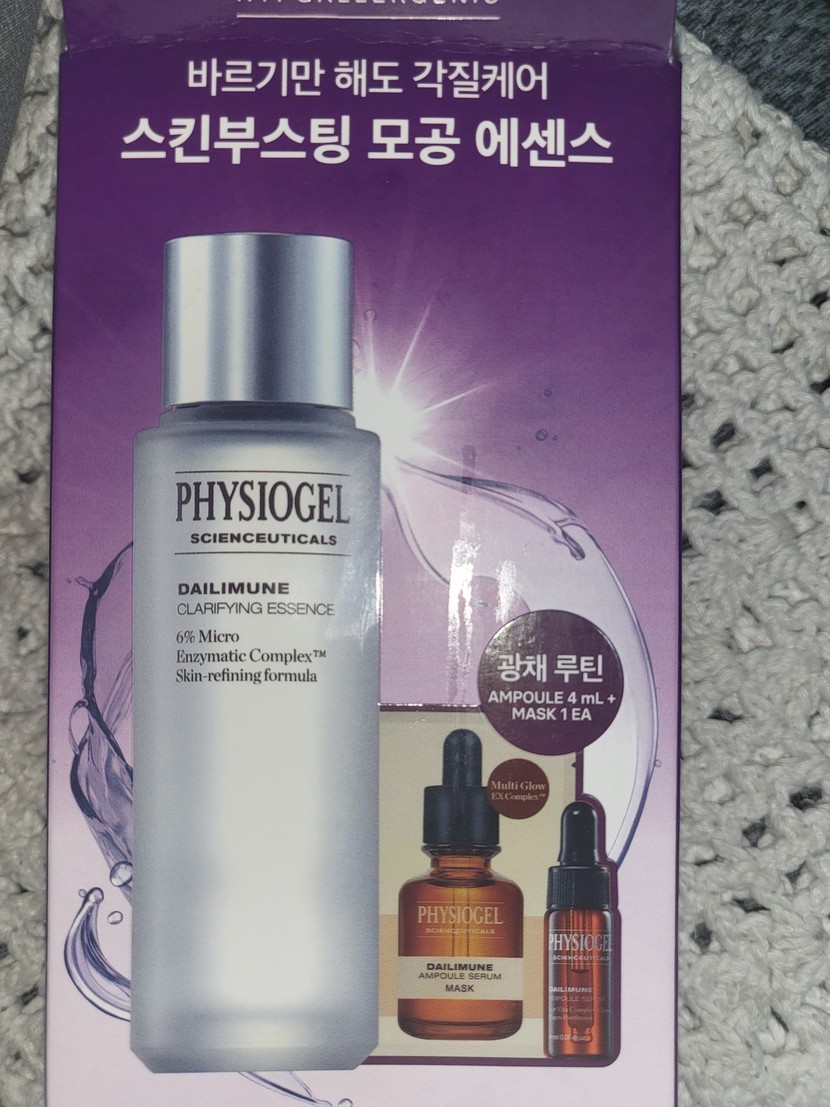 바르기만 해도 각질케어
스킨부스팅 모공 에센스
PHYSIOGEL
SCIENCEUTICALS
DAILIMUNE
CLARIFYING ESSENCE
6% Micro
Enzymatic Complex™
Skin-refining formula
광채 루틴
AMPOULE 4 mL +
MASK 1 EA
Multi Glow
EX Complex™
PHYSIOGEL
SCIENCEUTICALS
DAILIMUNE
AMPOULE SERUM
MASK
PHYSIOGEL
SCIENCEUTICALS
DAILIMUNE
AMPOULE SERUM